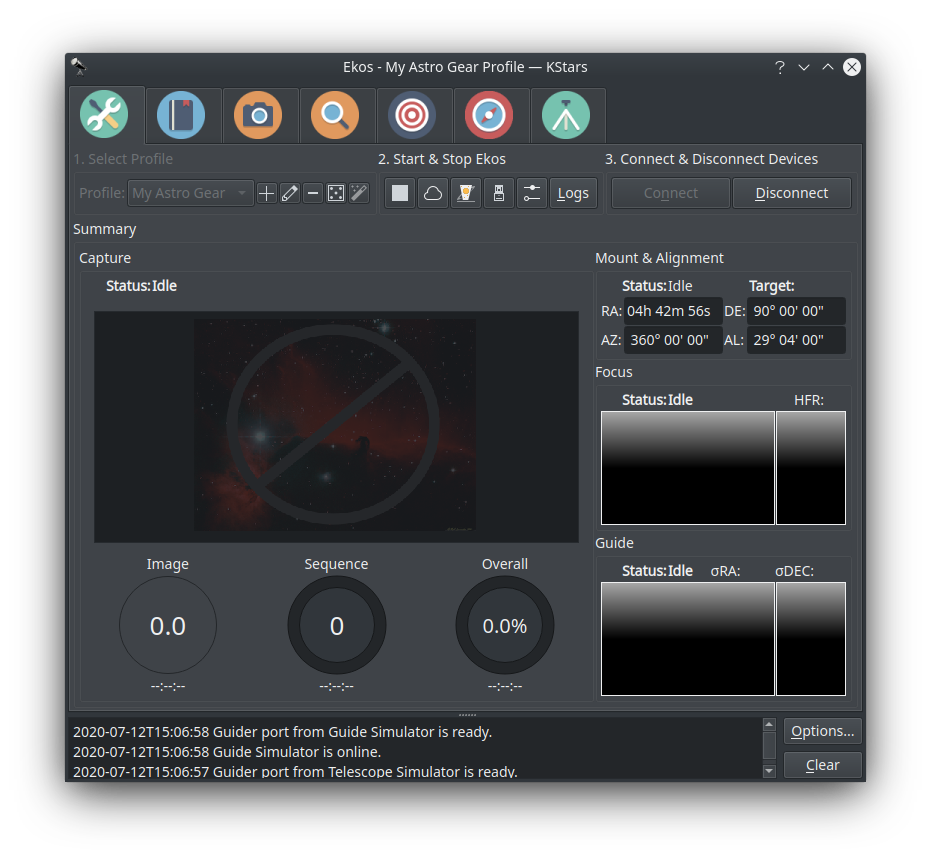 Ekos - My Astro Gear Profile — KStars
1. Select Profile
2. Start & Stop Ekos
3. Connect & Disconnect Devices
Profile: My Astro Gear
Logs
Connect
Disconnect
Summary
Capture
Status: Idle
Image
Sequence
Overall
0.0
0
0.0%
--:--:--
--:--:--
--:--:--
Mount & Alignment
Status: Idle
Target:
RA: 04h 42m 56s DE: 90° 00' 00"
AZ: 360° 00' 00" AL: 29° 04' 00"
Focus
Status: Idle
HFR:
Guide
Status: Idle σRA: σDEC:
2020-07-12T15:06:58 Guider port from Guide Simulator is ready.
2020-07-12T15:06:58 Guide Simulator is online.
2020-07-12T15:06:57 Guider port from Telescope Simulator is ready.
Options...
Clear